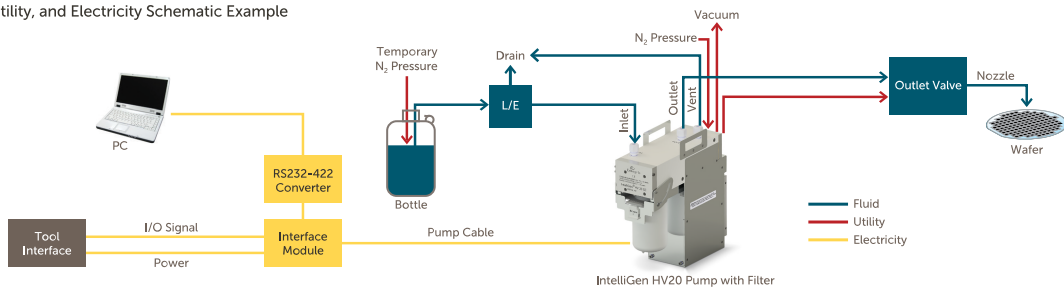 tility, and Electricity Schematic Example
Vacuum
N₂ Pressure
Temporary
N₂ Pressure
Drain
Outlet
Vent
Inlet
L/E
Outlet Valve
Nozzle
Wafer
PC
RS232-422
Converter
Bottle
Fluid
Utility
Electricity
Tool
Interface
I/O Signal
Power
Interface
Module
Pump Cable
IntelliGen HV20 Pump with Filter